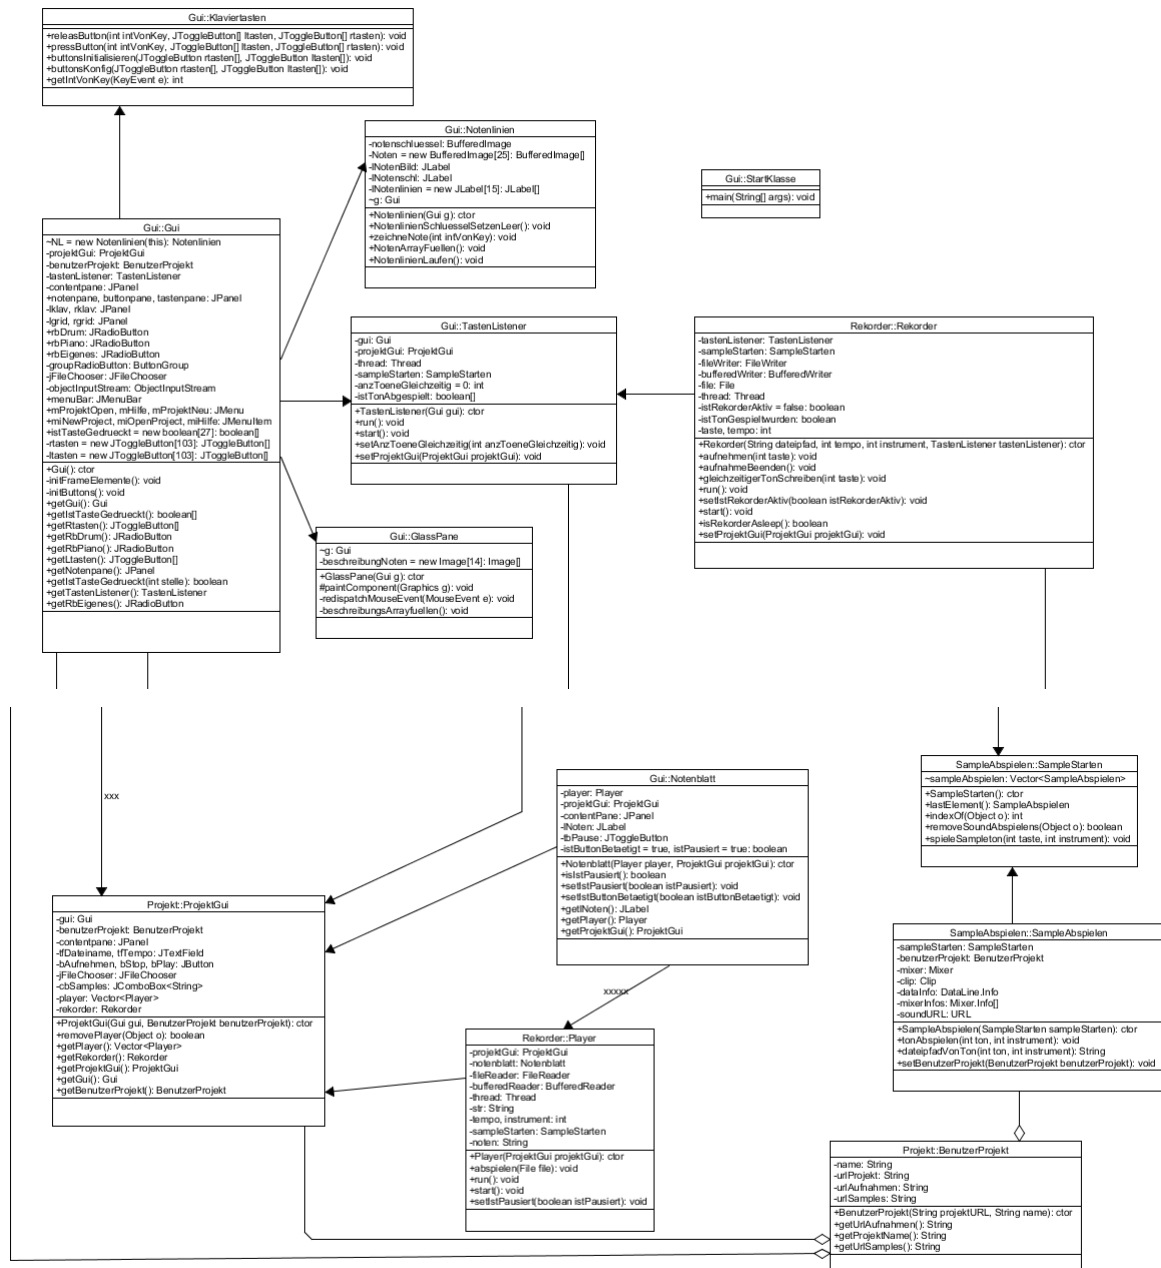 Gui::Klaviertasten
+releasButton(int intVonKey, JToggleButton[] ltasten, JToggleButton[] rtasten): void
+pressButton(int intVonKey, JToggleButton[] ltasten, JToggleButton[] rtasten): void
+buttonsInitialisieren(JToggleButton rtasten[], JToggleButton ltasten[]): void
+buttonsKonfig(JToggleButton rtasten[], JToggleButton ltasten[]): void
+getIntVonKey(KeyEvent e): int
Gui::Notenlinien
-notenschluessel: BufferedImage
-Noten = new BufferedImage[25]: BufferedImage[]
-lNotenBild: JLabel
-lNotenschl: JLabel
-lNotenlinien = new JLabel[15]: JLabel[]
~g: Gui
+Notenlinien(Gui g): ctor
+NotenlinienSchluesselSetzenLeer(): void
+zeichneNote(int intVonKey): void
+NotenArrayFuellen(): void
+NotenlinienLaufen(): void
Gui::StartKlasse
+main(String[] args): void
Gui::Gui
~NL = new Notenlinien(this): Notenlinien
-projektGui: ProjektGui
-benutzerProjekt: BenutzerProjekt
-tastenListener: TastenListener
-contentpane: JPanel
+notenpane, buttonpane, tastenpane: JPanel
-lklav, rklav: JPanel
-lgrid, rgrid: JPanel
+rbDrum: JRadioButton
+rbPiano: JRadioButton
+rbEigenes: JRadioButton
-groupRadioButton: ButtonGroup
-jFileChooser: JFileChooser
-objectInputStream: ObjectInputStream
+menuBar: JMenuBar
+mProjektOpen, mHilfe, mProjektNeu: JMenu
+miNewProject, miOpenProject, miHilfe: JMenuItem
+istTasteGedrueckt = new boolean[27]: boolean[]
-rtasten = new JToggleButton[103]: JToggleButton[]
-ltasten = new JToggleButton[103]: JToggleButton[]
+Gui(): ctor
-initFrameElemente(): void
-initButtons(): void
+getGui(): Gui
+getIstTasteGedrueckt(): boolean[]
+getRtasten(): JToggleButton[]
+getRbDrum(): JRadioButton
+getRbPiano(): JRadioButton
+getLtasten(): JToggleButton[]
+getNotenpane(): JPanel
+getIstTasteGedrueckt(int stelle): boolean
+getTastenListener(): TastenListener
+getRbEigenes(): JRadioButton
Gui::TastenListener
-gui: Gui
-projektGui: ProjektGui
-thread: Thread
-sampleStarten: SampleStarten
-anzToeneGleichzeitig = 0: int
-istTonAbgespielt: boolean[]
+TastenListener(Gui gui): ctor
+run(): void
+start(): void
+setAnzToeneGleichzeitig(int anzToeneGleichzeitig): void
+setProjektGui(ProjektGui projektGui): void
Rekorder::Rekorder
-tastenListener: TastenListener
-sampleStarten: SampleStarten
-fileWriter: FileWriter
-bufferedWriter: BufferedWriter
-file: File
-thread: Thread
-istRekorderAktiv = false: boolean
-istTonGespieltwurden: boolean
-taste, tempo: int
+Rekorder(String dateipfad, int tempo, int instrument, TastenListener tastenListener): ctor
+aufnehmen(int taste): void
+aufnahmeBeenden(): void
+gleichzeitigerTonSchreiben(int taste): void
+run(): void
+setIstRekorderAktiv(boolean istRekorderAktiv): void
+start(): void
+isRekorderAsleep(): boolean
+setProjektGui(ProjektGui projektGui): void
Gui::GlassPane
~g: Gui
-beschreibungNoten = new Image[14]: Image[]
+GlassPane(Gui g): ctor
#paintComponent(Graphics g): void
-redispatchMouseEvent(MouseEvent e): void
-beschreibungsArrayfuellen(): void
xxx
Gui::Notenblatt
-player: Player
-projektGui: ProjektGui
-contentPane: JPanel
-lNoten: JLabel
-tbPause: JToggleButton
-istButtonBetaetigt = true, istPausiert = true: boolean
+Notenblatt(Player player, ProjektGui projektGui): ctor
+isIstPausiert(): boolean
+setIstPausiert(boolean istPausiert): void
+setIstButtonBetaetigt(boolean istButtonBetaetigt): void
+getlNoten(): JLabel
+getPlayer(): Player
+getProjektGui(): ProjektGui
SampleAbspielen::SampleStarten
~sampleAbspielen: Vector<SampleAbspielen>
+SampleStarten(): ctor
+lastElement(): SampleAbspielen
+indexOf(Object o): int
+removeSoundAbspielens(Object o): boolean
+spieleSampleton(int taste, int instrument): void
Projekt::ProjektGui
-gui: Gui
-benutzerProjekt: BenutzerProjekt
-contentpane: JPanel
-tfDateiname, tfTempo: JTextField
-bAufnehmen, bStop, bPlay: JButton
-jFileChooser: JFileChooser
-cbSamples: JComboBox<String>
-player: Vector<Player>
-rekorder: Rekorder
+ProjektGui(Gui gui, BenutzerProjekt benutzerProjekt): ctor
+removePlayer(Object o): boolean
+getPlayer(): Vector<Player>
+getRekorder(): Rekorder
+getProjektGui(): ProjektGui
+getGui(): Gui
+getBenutzerProjekt(): BenutzerProjekt
SampleAbspielen::SampleAbspielen
-sampleStarten: SampleStarten
-benutzerProjekt: BenutzerProjekt
-mixer: Mixer
-clip: Clip
-dataInfo: DataLine.Info
-mixerInfos: Mixer.Info[]
-soundURL: URL
+SampleAbspielen(SampleStarten sampleStarten): ctor
+tonAbspielen(int ton, int instrument): void
+dateipfadVonTon(int ton, int instrument): String
+setBenutzerProjekt(BenutzerProjekt benutzerProjekt): void
xxxxx
Rekorder::Player
-projektGui: ProjektGui
-notenblatt: Notenblatt
-fileReader: FileReader
-bufferedReader: BufferedReader
-thread: Thread
-str: String
-tempo, instrument: int
-sampleStarten: SampleStarten
-noten: String
+Player(ProjektGui projektGui): ctor
+abspielen(File file): void
+run(): void
+start(): void
+setIstPausiert(boolean istPausiert): void
Projekt::BenutzerProjekt
-name: String
-urlProjekt: String
-urlAufnahmen: String
-urlSamples: String
+BenutzerProjekt(String projektURL, String name): ctor
+getUrlAufnahmen(): String
+getProjektName(): String
+getUrlSamples(): String